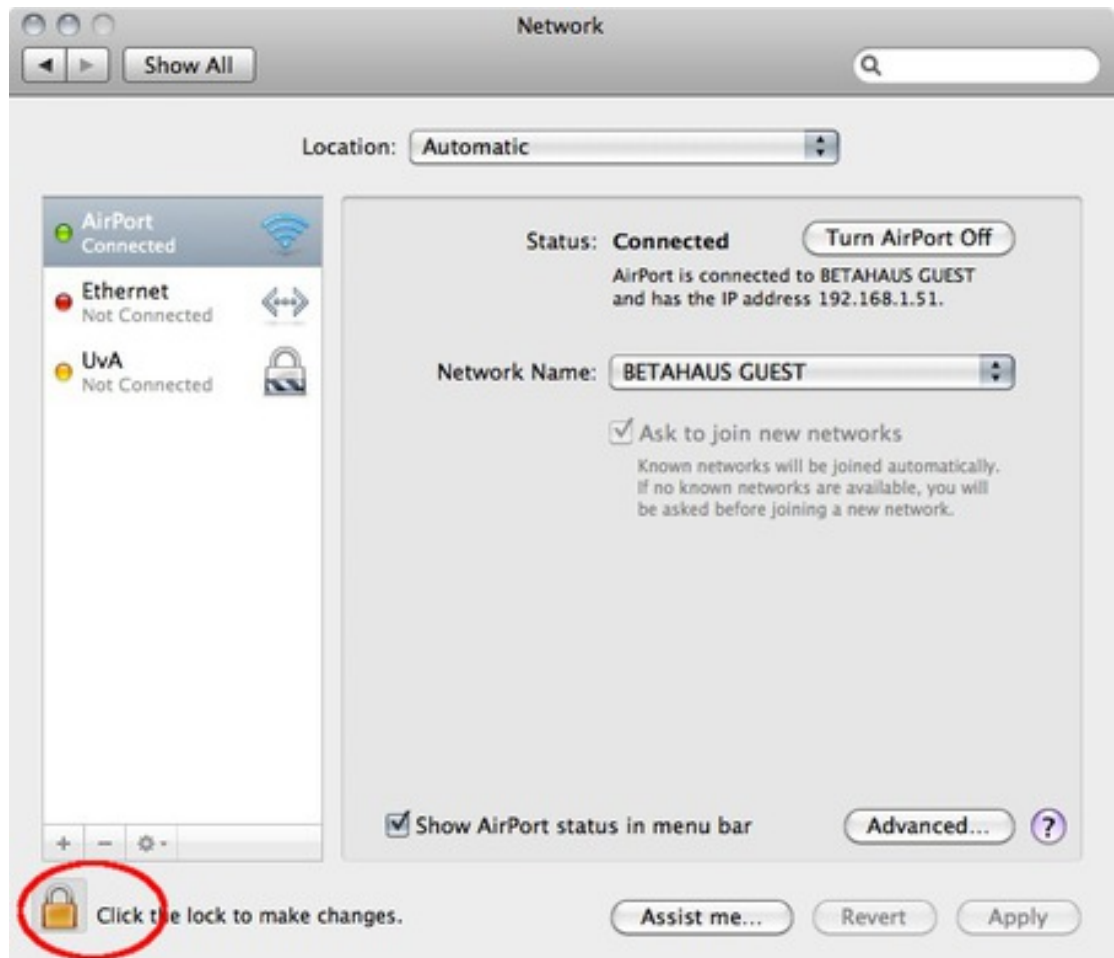 Network
Show All
Location: Automatic
AirPort
Connected
Ethernet
Not Connected
UvA
Not Connected
Status: Connected
Turn AirPort Off
AirPort is connected to BETAHAUS GUEST
and has the IP address 192.168.1.51.
Network Name: BETAHAUS GUEST
Ask to join new networks
Known networks will be joined automatically.
If no known networks are available, you will
be asked before joining a new network.
Show AirPort status in menu bar
Advanced...
?
Click the lock to make changes.
Assist me...
Revert
Apply